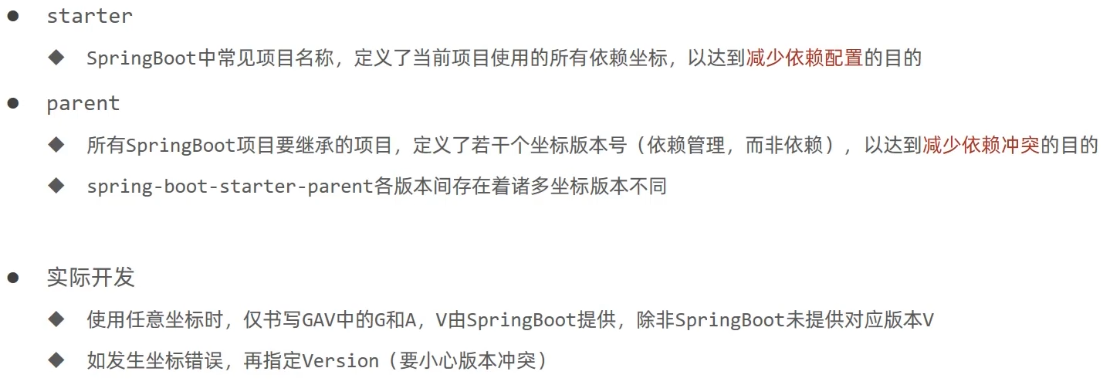 ● starter
◆ SpringBoot中常见项目名称，定义了当前项目使用的所有依赖坐标，以达到减少依赖配置的目的
● parent
◆ 所有SpringBoot项目要继承的项目，定义了若干个坐标版本号（依赖管理，而非依赖），以达到减少依赖冲突的目的
◆ spring-boot-starter-parent各版本间存在着诸多坐标版本不同
● 实际开发
◆ 使用任意坐标时，仅书写GAV中的G和A，V由SpringBoot提供，除非SpringBoot未提供对应版本V
◆ 如发生坐标错误，再指定Version（要小心版本冲突）